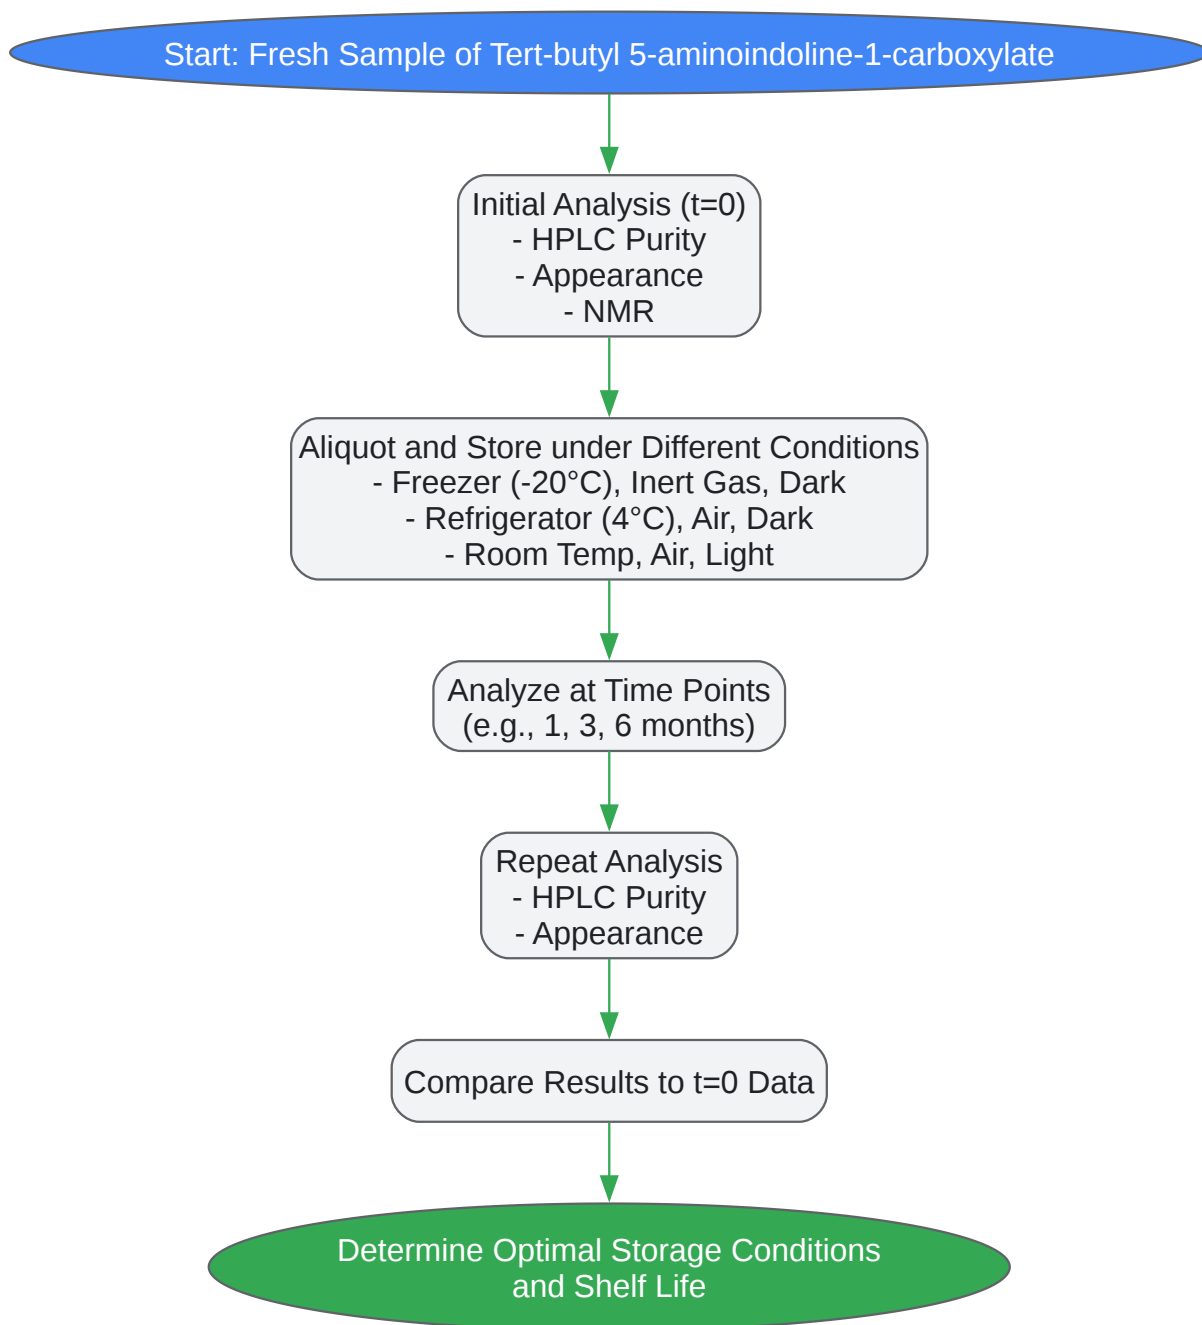 Start: Fresh Sample of Tert-butyl 5-aminoindoline-1-carboxylate
Initial Analysis (t=0)
- HPLC Purity
- Appearance
- NMR
Aliquot and Store under Different Conditions
- Freezer (-20°C), Inert Gas, Dark
- Refrigerator (4°C), Air, Dark
- Room Temp, Air, Light
Analyze at Time Points
(e.g., 1, 3, 6 months)
Repeat Analysis
- HPLC Purity
- Appearance
Compare Results to t=0 Data
Determine Optimal Storage Conditions
and Shelf Life